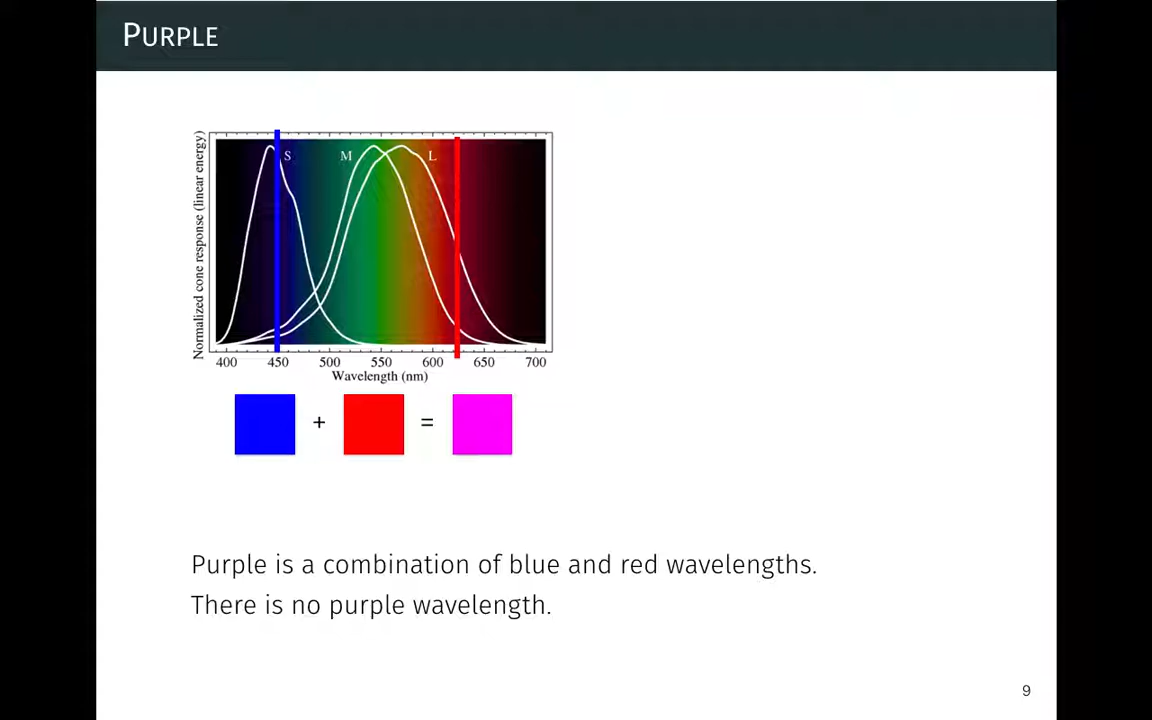 PURPLE
Normalized cone response (linear energy)
S M L
400 450 500 550 600 650 700
Wavelength (nm)
+ =
Purple is a combination of blue and red wavelengths.
There is no purple wavelength.
9